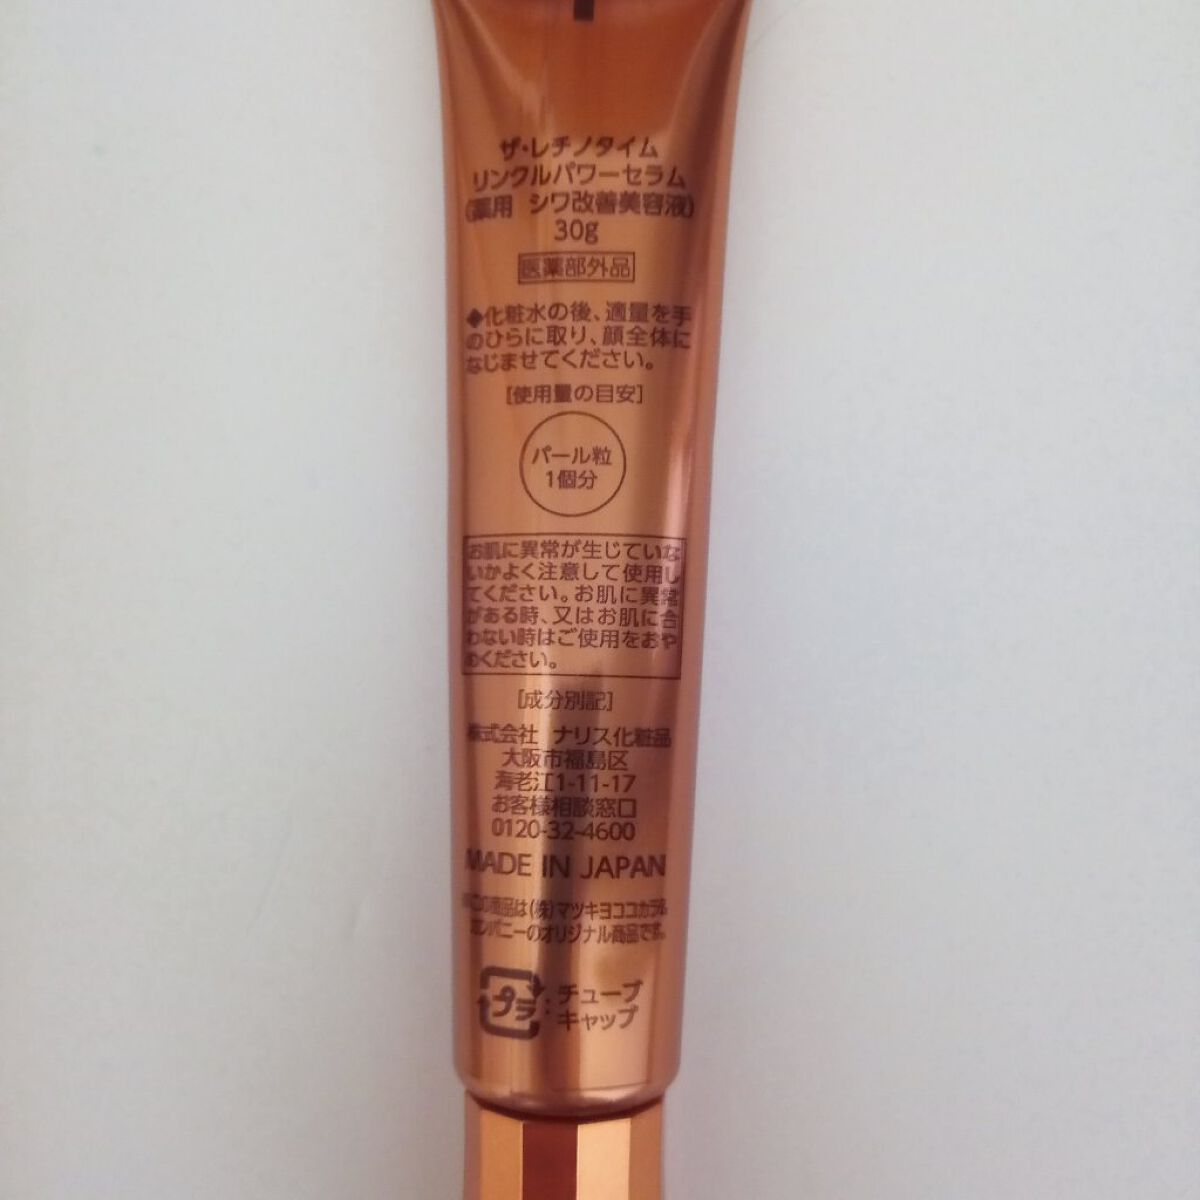 ザ・レチノタイム
リンクルパワーセラム
(薬用 シワ改善美容液)
30g
医薬部外品
◆化粧水の後、適量を手
のひらに取り、顔全体に
なじませてください。
[使用量の目安]
パール粒
1個分
お肌に異常が生じていな
いかよく注意して使用し
てください。お肌に異常
がある時、又はお肌に合
わない時はご使用をおや
めください。
[成分別記]
株式会社 ナリス化粧品
大阪市福島区
海老江1-11-17
お客様相談窓口
0120-32-4600
MADE IN JAPAN
※この商品は(株)マツキヨココカラ&
カンパニーのオリジナル商品です。
プラ:チューブ
キャップ